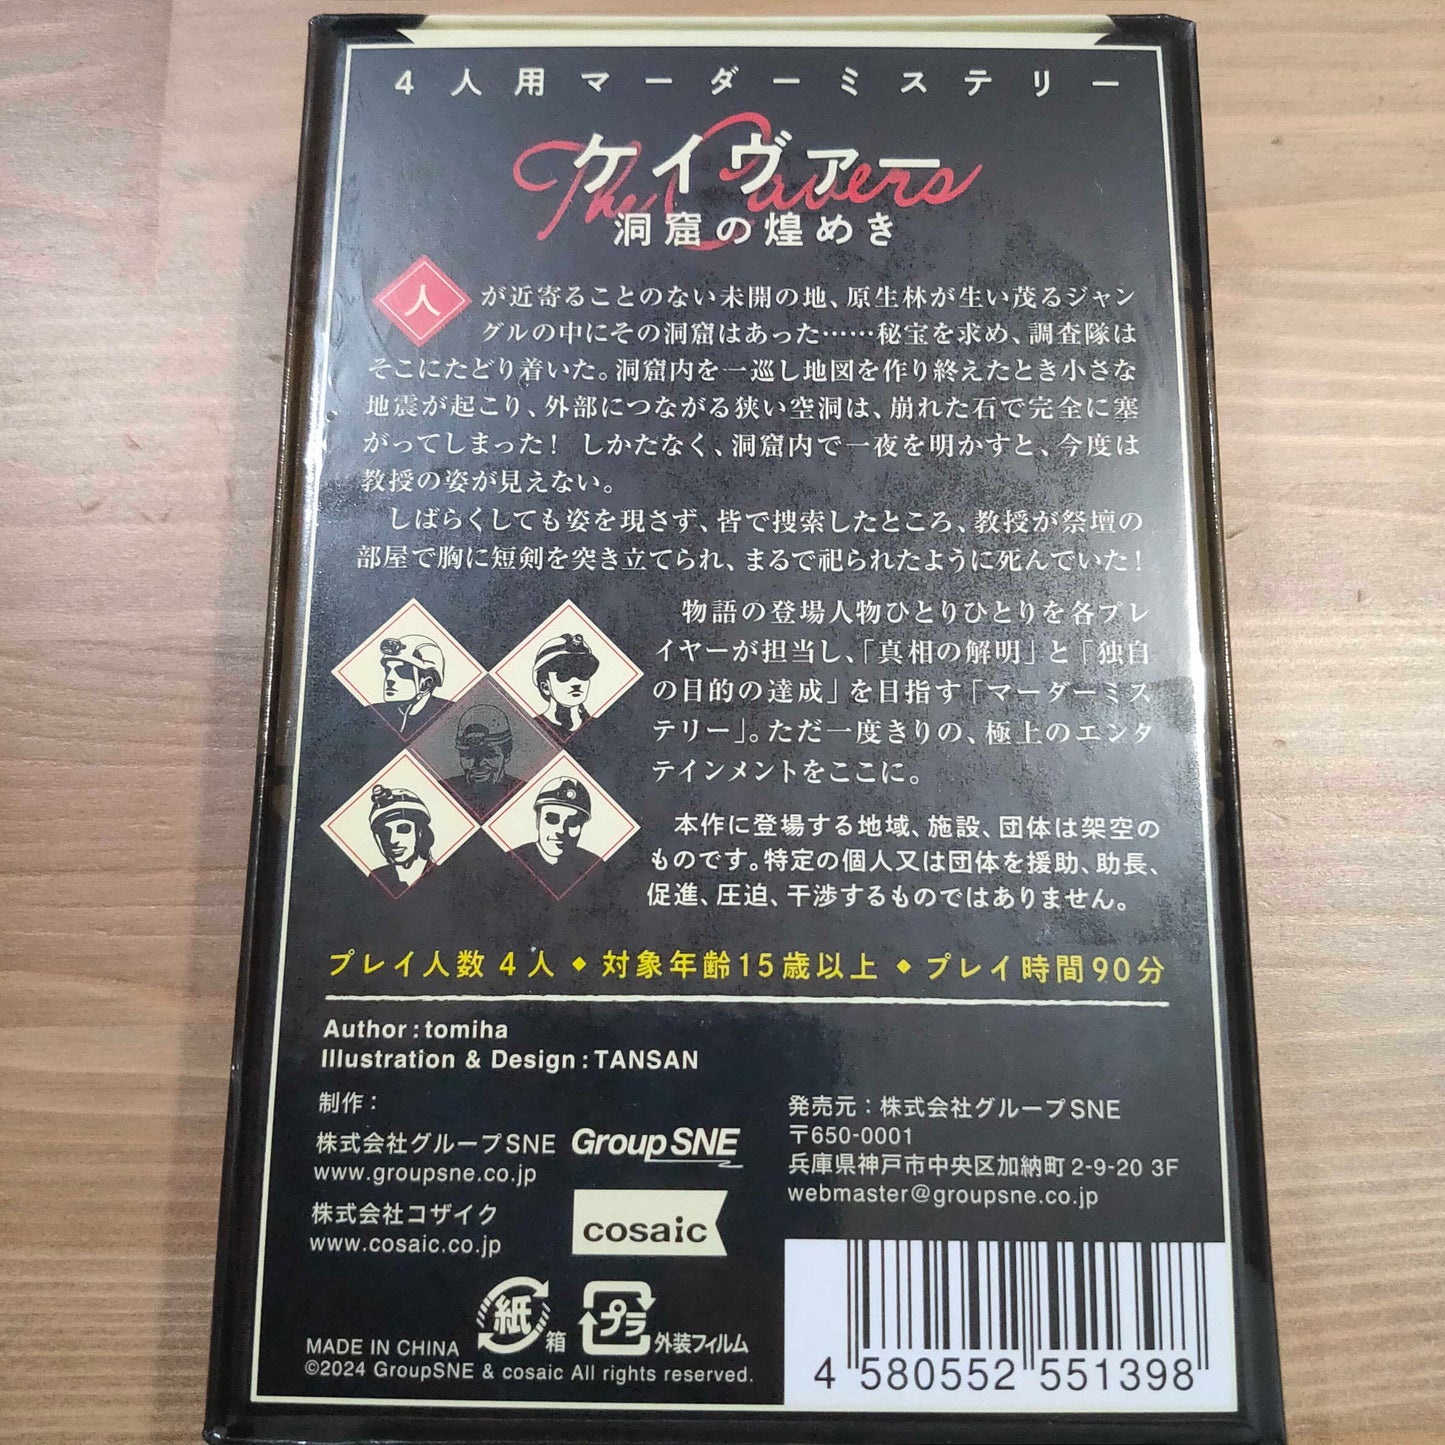 4人用マーダーミステリー
The Cavers
ケイヴァー
洞窟の煌めき
人が近寄ることのない未開の地、原生林が生い茂るジャン
グルの中にその洞窟はあった……秘宝を求め、調査隊は
そこにたどり着いた。洞窟内を一巡し地図を作り終えたとき小さな
地震が起こり、外部につながる狭い空洞は、崩れた石で完全に塞
がってしまった！ しかたなく、洞窟内で一夜を明かすと、今度は
教授の姿が見えない。
しばらくしても姿を現さず、皆で捜索したところ、教授が祭壇の
部屋で胸に短剣を突き立てられ、まるで祀られたように死んでいた！
物語の登場人物ひとりひとりを各プレ
イヤーが担当し、「真相の解明」と「独自
の目的の達成」を目指す「マーダーミス
テリー」。ただ一度きりの、極上のエンタ
テインメントをここに。
本作に登場する地域、施設、団体は架空の
ものです。特定の個人又は団体を援助、助長、
促進、圧迫、干渉するものではありません。
プレイ人数4人◆対象年齢15歳以上◆プレイ時間90分
Author：tomiha
Illustration & Design：TANSAN
制作：
株式会社グループSNE GroupSNE
www.groupsne.co.jp
株式会社コザイク
www.cosaic.co.jp
cosaic
発売元：株式会社グループSNE
〒650-0001
兵庫県神戸市中央区加納町2-9-20 3F
webmaster@groupsne.co.jp
紙 箱
プラ 外装フィルム
MADE IN CHINA
©2024 GroupSNE & cosaic All rights reserved.
4 580552 551398